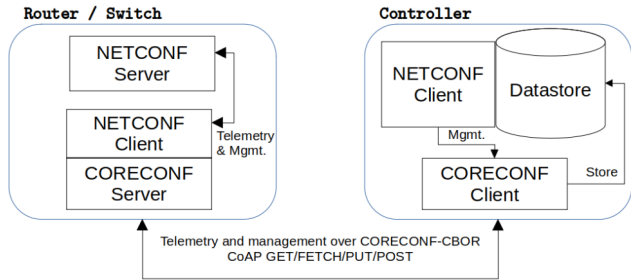 Router / Switch
NETCONF
Server
NETCONF
Client
CORECONF
Server
Telemetry
& Mgmt.
Controller
NETCONF
Client
Datastore
Mgmt.
CORECONF
Client
Store
Telemetry and management over CORECONF-CBOR
CoAP GET/FETCH/PUT/POST